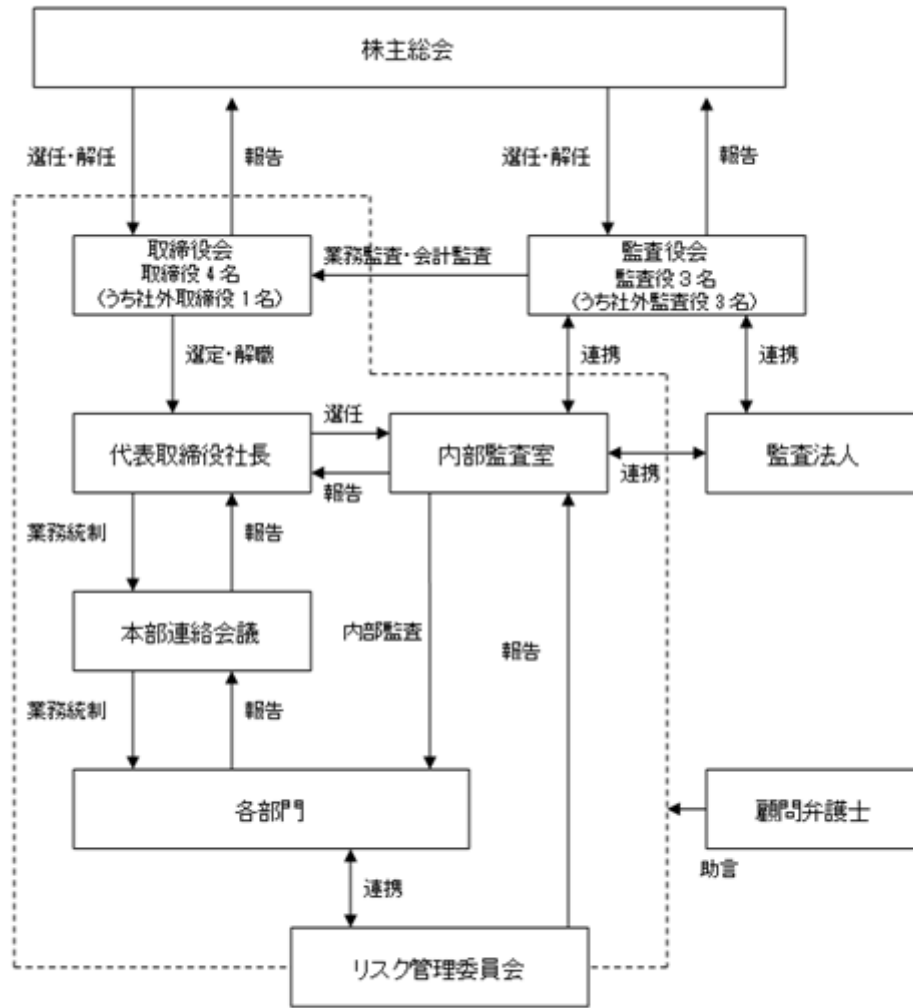 株主総会
選任・解任
報告
選任・解任
報告
取締役会
取締役4名
(うち社外取締役1名)
業務監査・会計監査
監査役会
監査役3名
(うち社外監査役3名)
選定・解職
連携
連携
代表取締役社長
選任
報告
内部監査室
連携
監査法人
業務統制
報告
本部連絡会議
内部監査
報告
業務統制
報告
各部門
顧問弁護士
助言
連携
リスク管理委員会